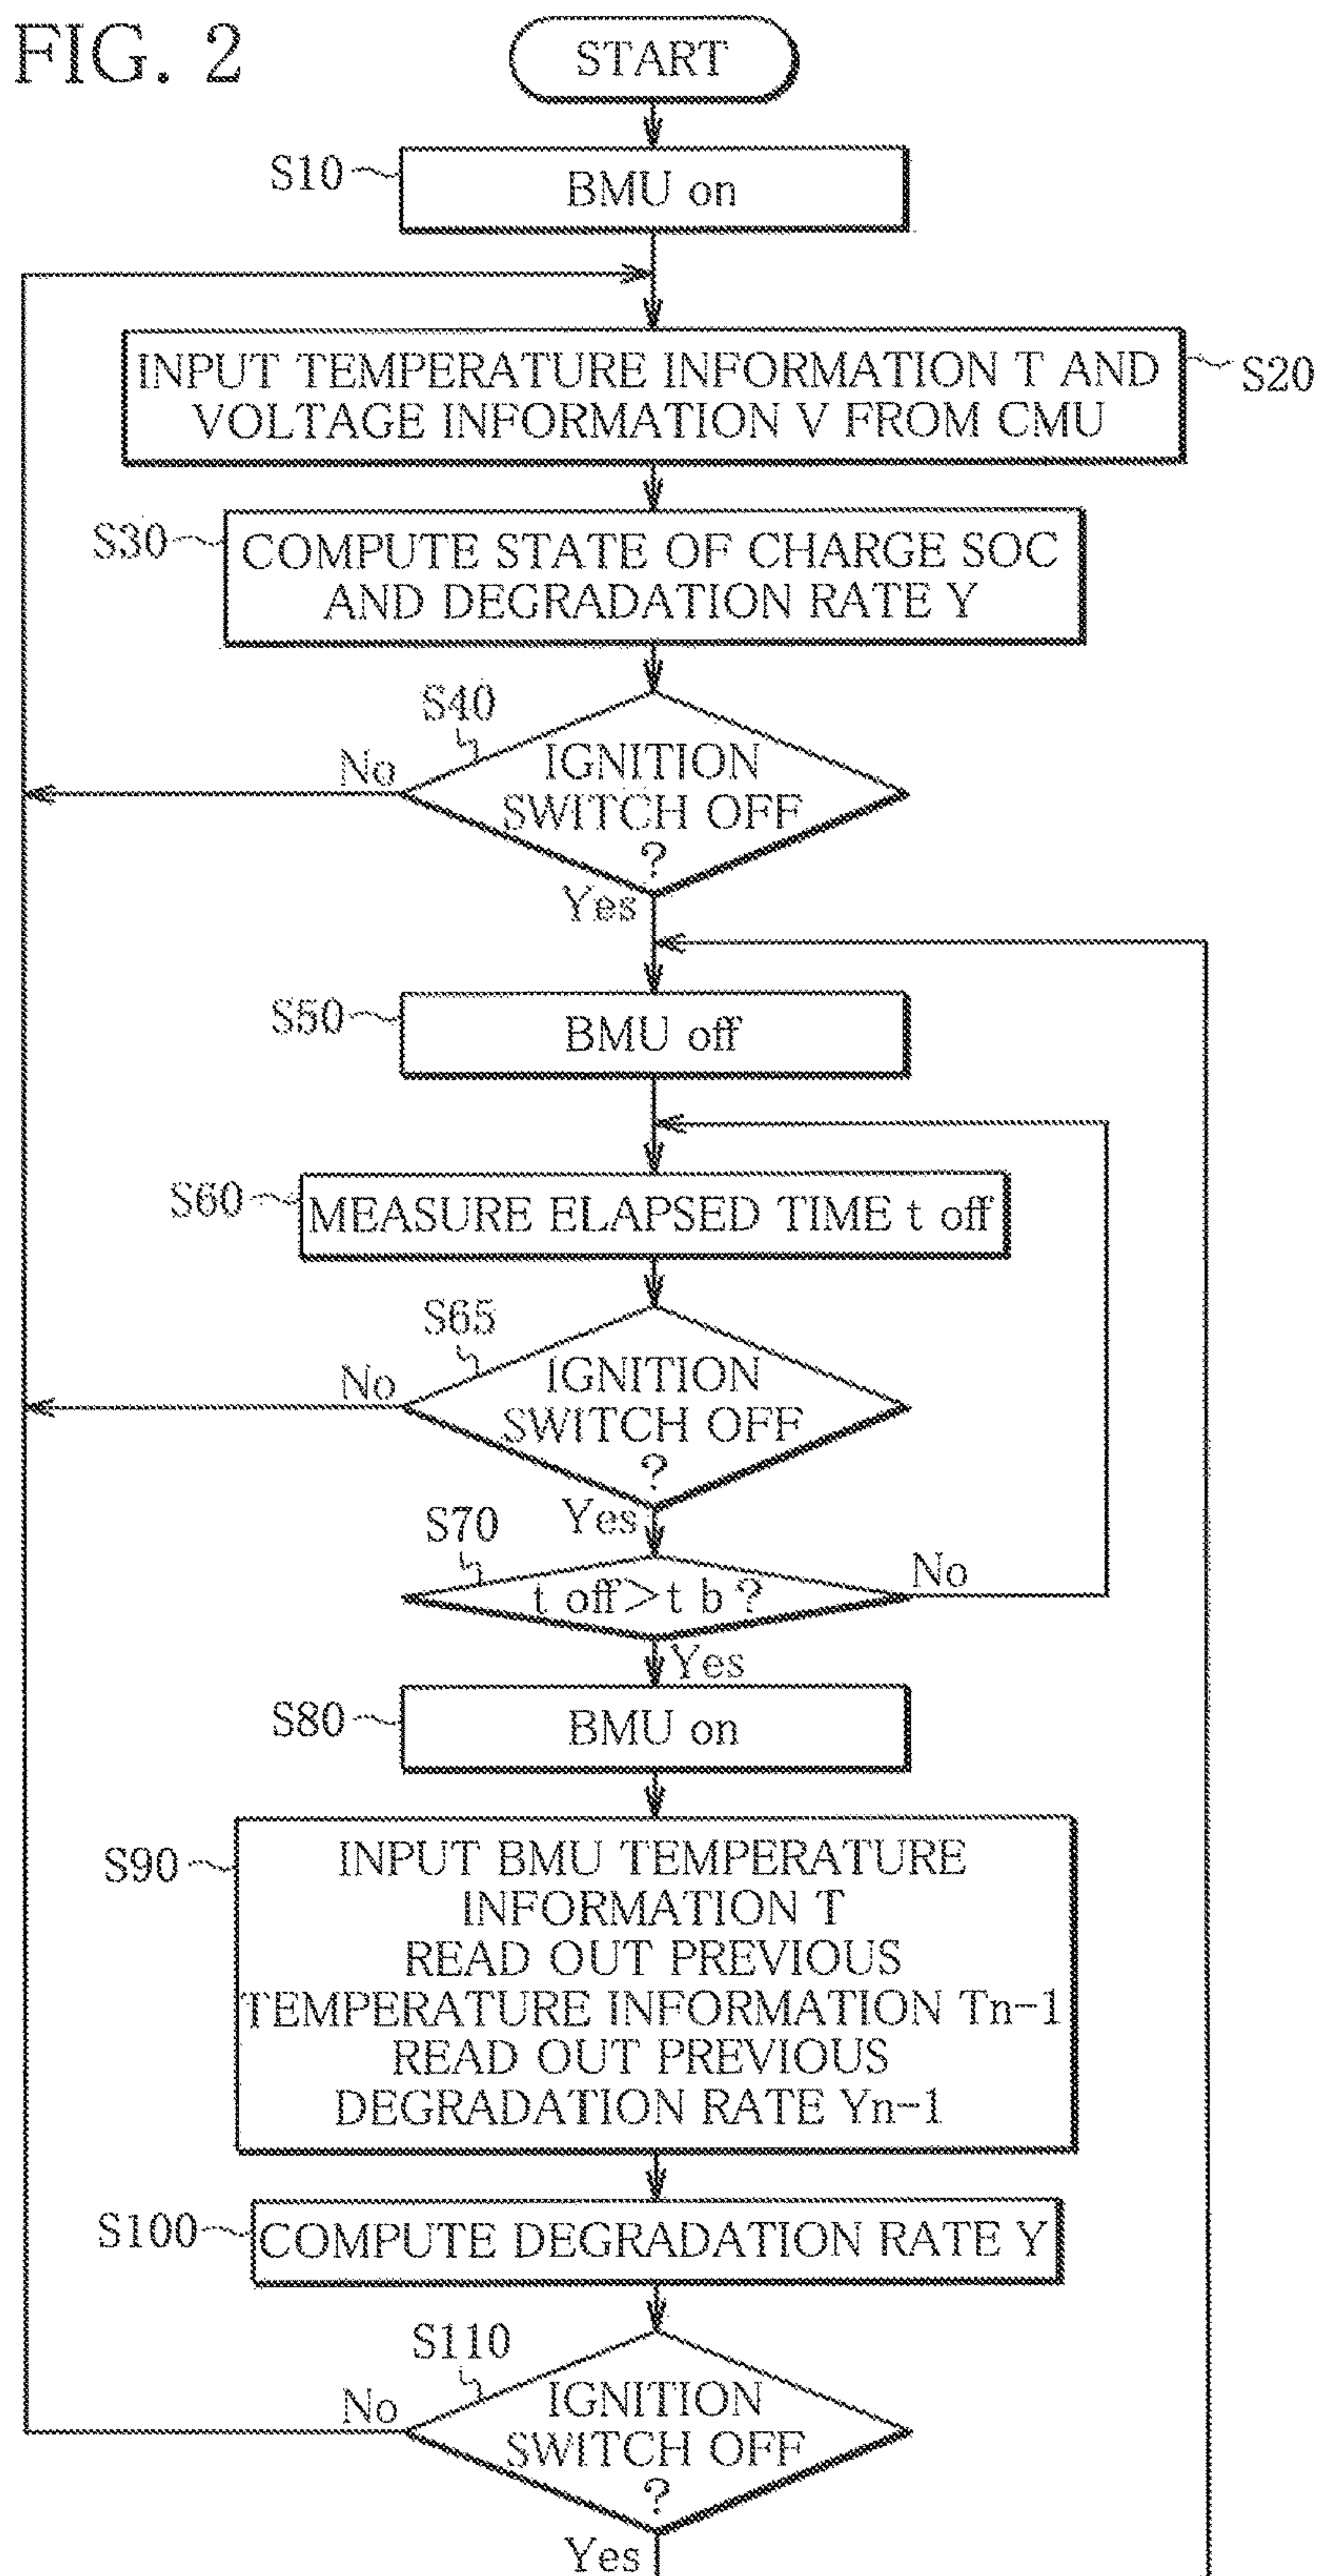 FIG. 2
START
S10
BMU on
INPUT TEMPERATURE INFORMATION T AND
VOLTAGE INFORMATION V FROM CMU
S20
S30
COMPUTE STATE OF CHARGE SOC
AND DEGRADATION RATE Y
S40
IGNITION
SWITCH OFF
?
No
Yes
S50
BMU off
S60
MEASURE ELAPSED TIME t off
S65
IGNITION
SWITCH OFF
?
No
Yes
S70
t off>t b ?
No
Yes
S80
BMU on
S90
INPUT BMU TEMPERATURE
INFORMATION T
READ OUT PREVIOUS
TEMPERATURE INFORMATION Tn-1
READ OUT PREVIOUS
DEGRADATION RATE Yn-1
S100
COMPUTE DEGRADATION RATE Y
S110
IGNITION
SWITCH OFF
?
No
Yes